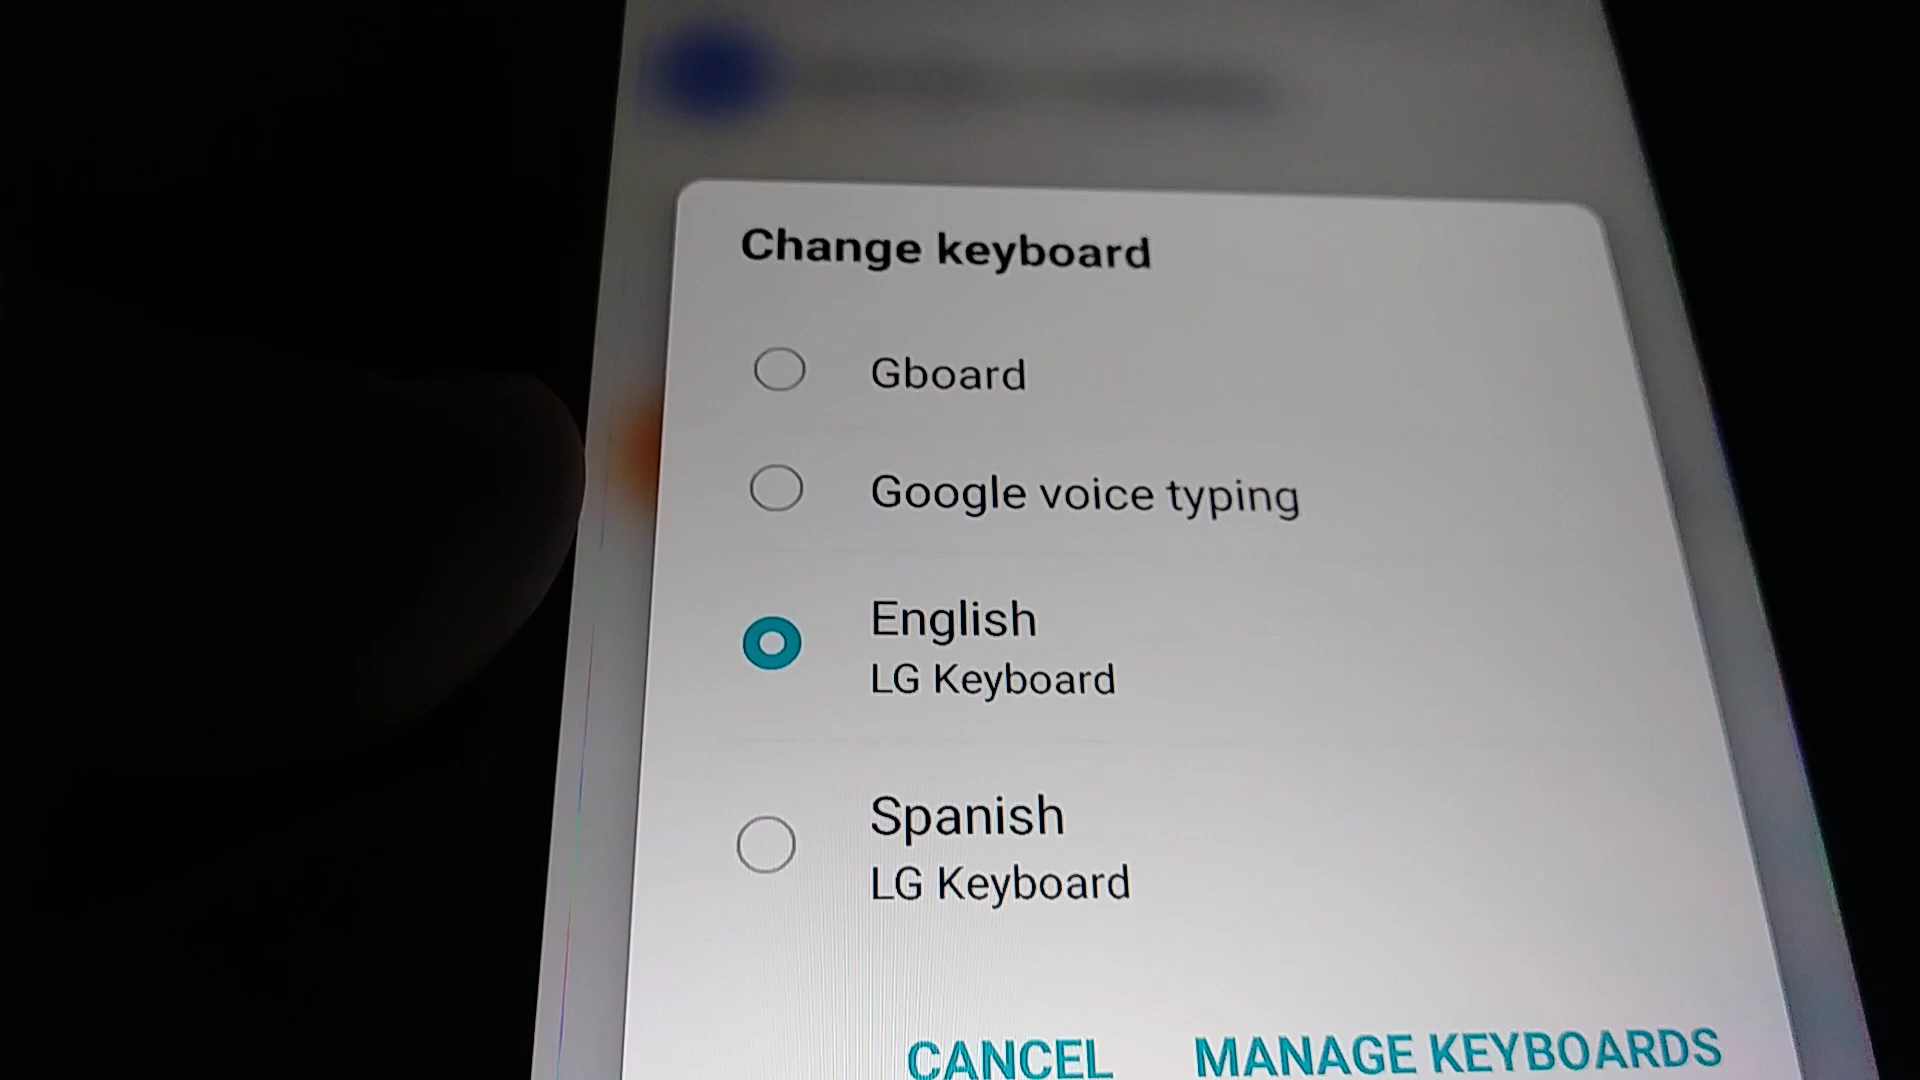 Change keyboard
Gboard
Google voice typing
English
LG Keyboard
Spanish
LG Keyboard
CANCEL
MANAGE KEYBOARDS